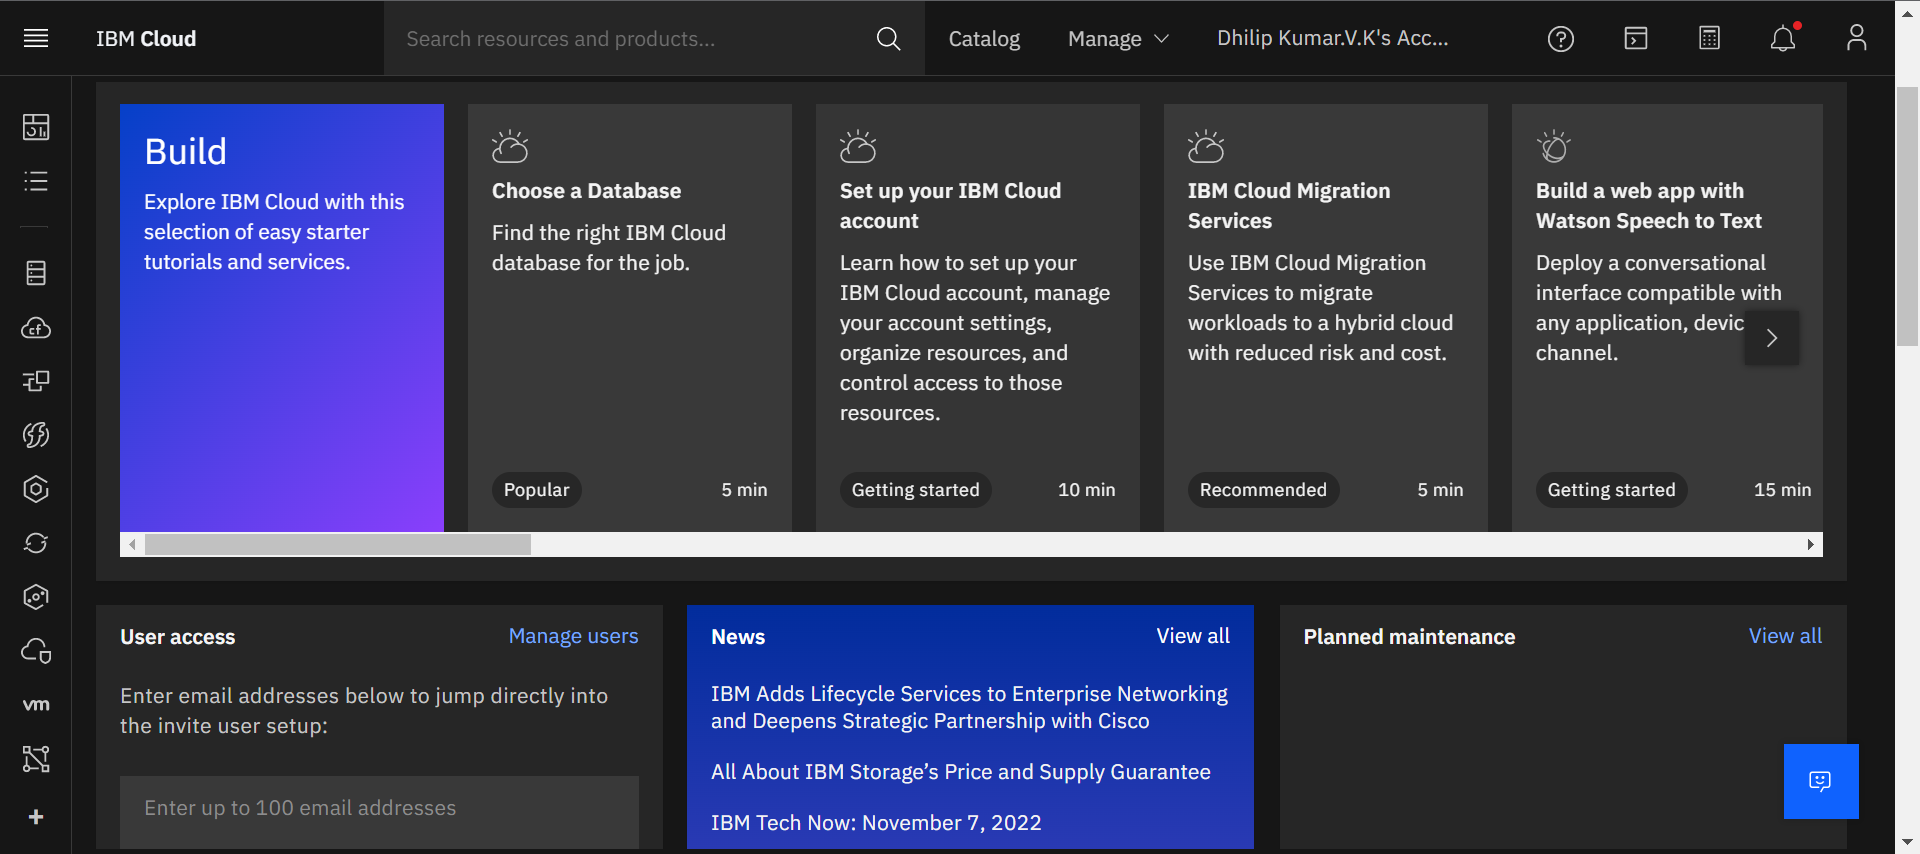 IBM Cloud
Search resources and products...
Catalog
Manage
Dhilip Kumar.V.K's Acc...
Build
Explore IBM Cloud with this
selection of easy starter
tutorials and services.
Choose a Database
Find the right IBM Cloud
database for the job.
Popular
5 min
Set up your IBM Cloud
account
Learn how to set up your
IBM Cloud account, manage
your account settings,
organize resources, and
control access to those
resources.
Getting started
10 min
IBM Cloud Migration
Services
Use IBM Cloud Migration
Services to migrate
workloads to a hybrid cloud
with reduced risk and cost.
Recommended
5 min
Build a web app with
Watson Speech to Text
Deploy a conversational
interface compatible with
any application, devic
channel.
Getting started
15 min
cf
vm
User access
Manage users
Enter email addresses below to jump directly into
the invite user setup:
Enter up to 100 email addresses
News
View all
IBM Adds Lifecycle Services to Enterprise Networking
and Deepens Strategic Partnership with Cisco
All About IBM Storage’s Price and Supply Guarantee
IBM Tech Now: November 7, 2022
Planned maintenance
View all